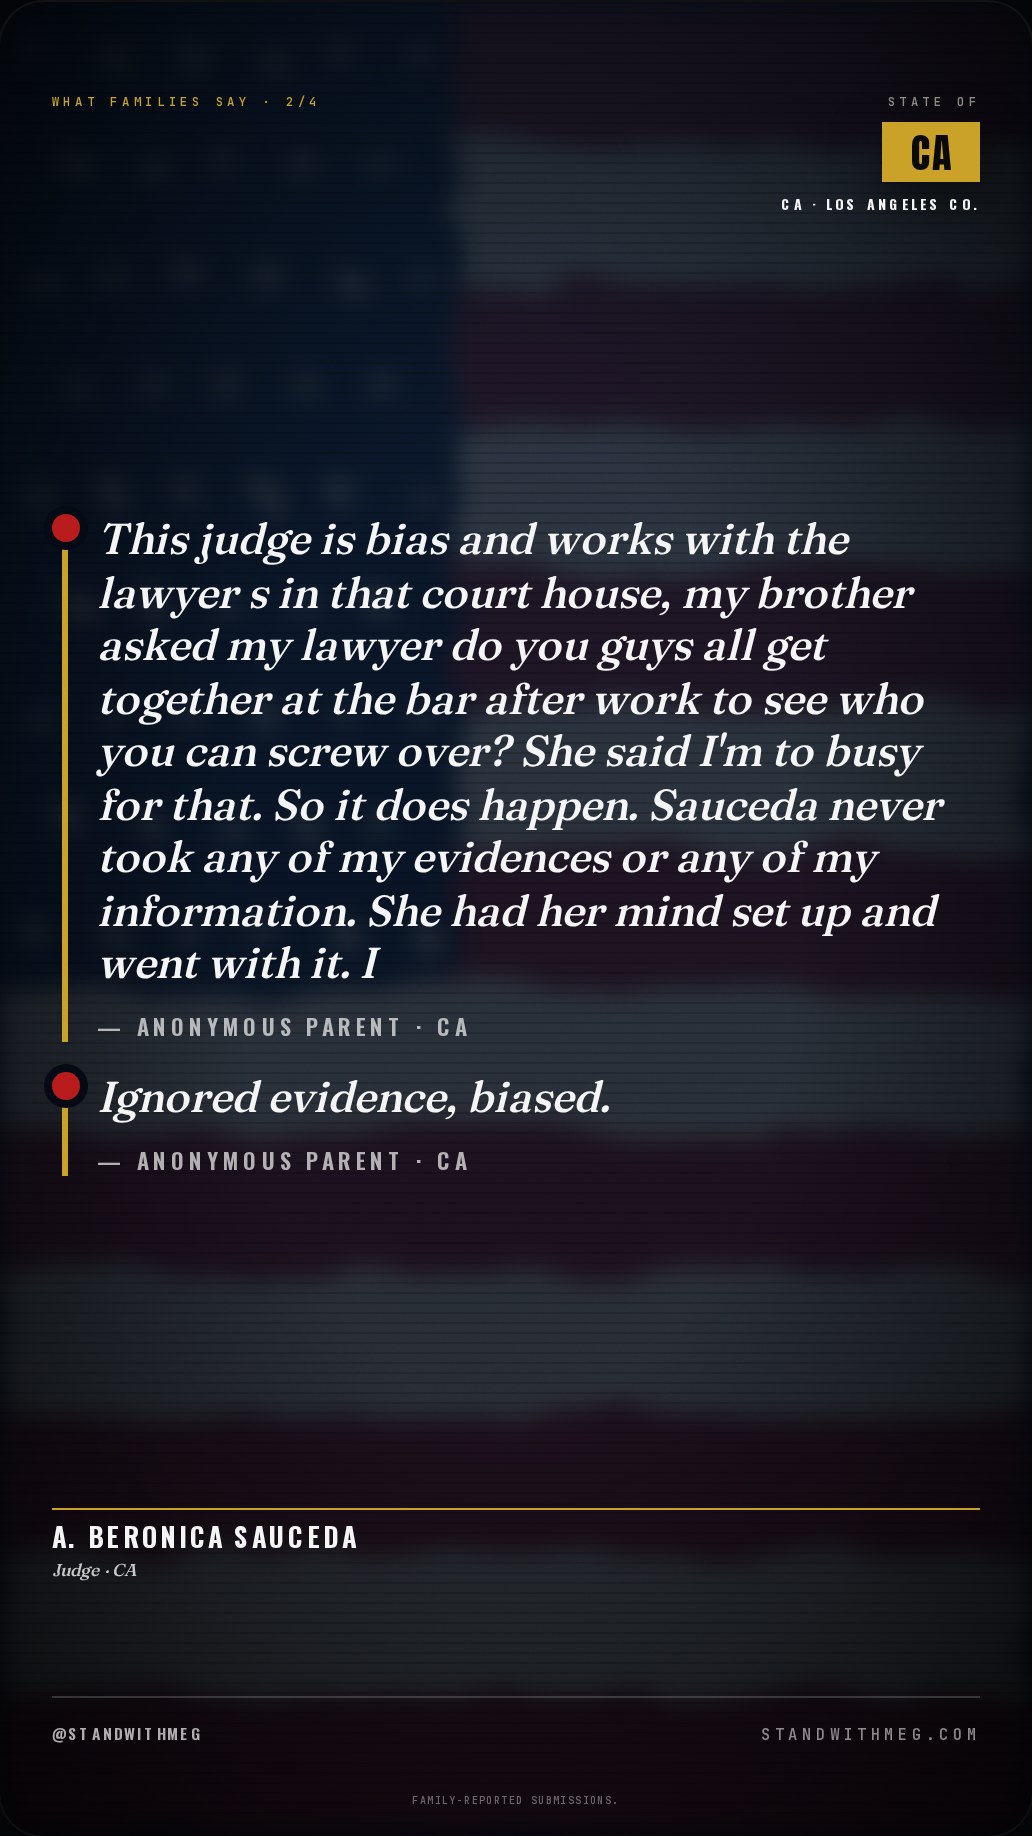 WHAT FAMILIES SAY · 2/4
STATE OF
CA
CA · LOS ANGELES CO.
This judge is bias and works with the
lawyer s in that court house, my brother
asked my lawyer do you guys all get
together at the bar after work to see who
you can screw over? She said I'm to busy
for that. So it does happen. Sauceda never
took any of my evidences or any of my
information. She had her mind set up and
went with it. I
— ANONYMOUS PARENT · CA
Ignored evidence, biased.
— ANONYMOUS PARENT · CA
A. BERONICA SAUCEDA
Judge · CA
@STANDWITHMEG
STANDWITHMEG.COM
FAMILY-REPORTED SUBMISSIONS.